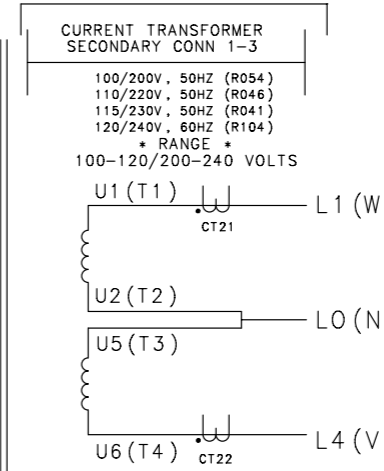 CURRENT TRANSFORMER
SECONDARY CONN 1-3
100/200V, 50HZ (R054)
110/220V, 50HZ (R046)
115/230V, 50HZ (R041)
120/240V, 60HZ (R104)
* RANGE *
100-120/200-240 VOLTS
U1(T1)
L1(W
CT21
U2(T2)
L0(N
U5(T3)
U6(T4)
L4(V
CT22